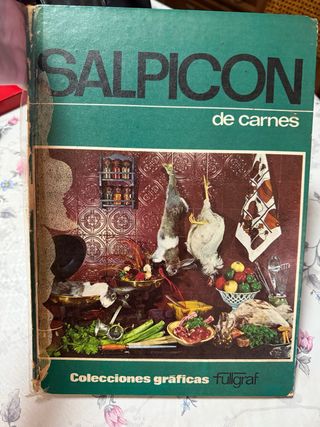 SALPICON
de carnes
Colecciones gráficas fullgraf